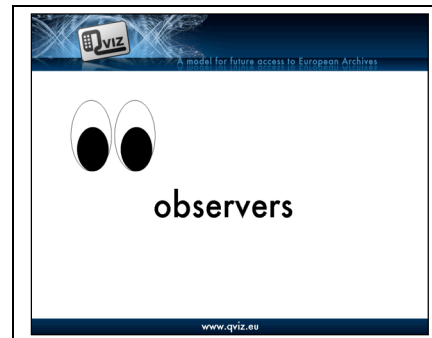 Qviz
A model for future access to European Archives
observers
www.qviz.eu